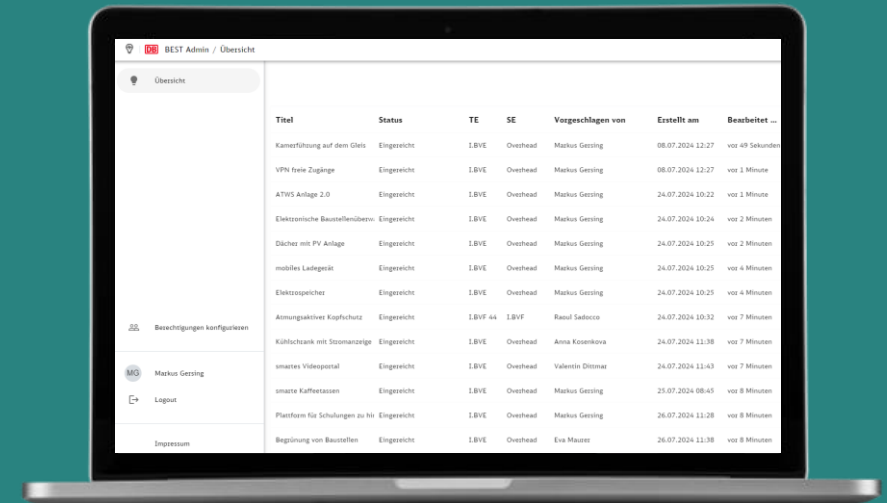 DB BEST Admin / Übersicht
Übersicht
Titel Status TE SE Vorgeschlagen von Erstellt am Bearbeitet ...
Kameraführung auf dem Gleis Eingereicht I.BVE Overhead Markus Gersing 08.07.2024 12:27 vor 49 Sekunden
VPN freie Zugänge Eingereicht I.BVE Overhead Markus Gersing 08.07.2024 12:27 vor 1 Minute
ATWS Anlage 2.0 Eingereicht I.BVE Overhead Markus Gersing 24.07.2024 10:22 vor 1 Minute
Elektronische Baustellenüberw. Eingereicht I.BVE Overhead Markus Gersing 24.07.2024 10:24 vor 2 Minuten
Dächer mit PV Anlage Eingereicht I.BVE Overhead Markus Gersing 24.07.2024 10:25 vor 2 Minuten
mobiles Ladegerät Eingereicht I.BVE Overhead Markus Gersing 24.07.2024 10:25 vor 4 Minuten
Elektrospeicher Eingereicht I.BVE Overhead Markus Gersing 24.07.2024 10:25 vor 4 Minuten
Atmungsaktiver Kopfschutz Eingereicht I.BVF 44 I.BVF Raoul Sadocco 24.07.2024 10:32 vor 7 Minuten
Kühlschrank mit Stromanzeige Eingereicht I.BVE Overhead Anna Kosenkova 24.07.2024 11:38 vor 7 Minuten
smartes Videoportal Eingereicht I.BVE Overhead Valentin Dittmar 24.07.2024 11:43 vor 7 Minuten
smarte Kaffeetassen Eingereicht I.BVE Overhead Markus Gersing 25.07.2024 08:45 vor 8 Minuten
Plattform für Schulungen zu hin Eingereicht I.BVE Overhead Markus Gersing 26.07.2024 11:28 vor 8 Minuten
Begrünung von Baustellen Eingereicht I.BVE Overhead Eva Maurer 26.07.2024 11:38 vor 8 Minuten
Berechtigungen konfigurieren
MG Markus Gersing
Logout
Impressum